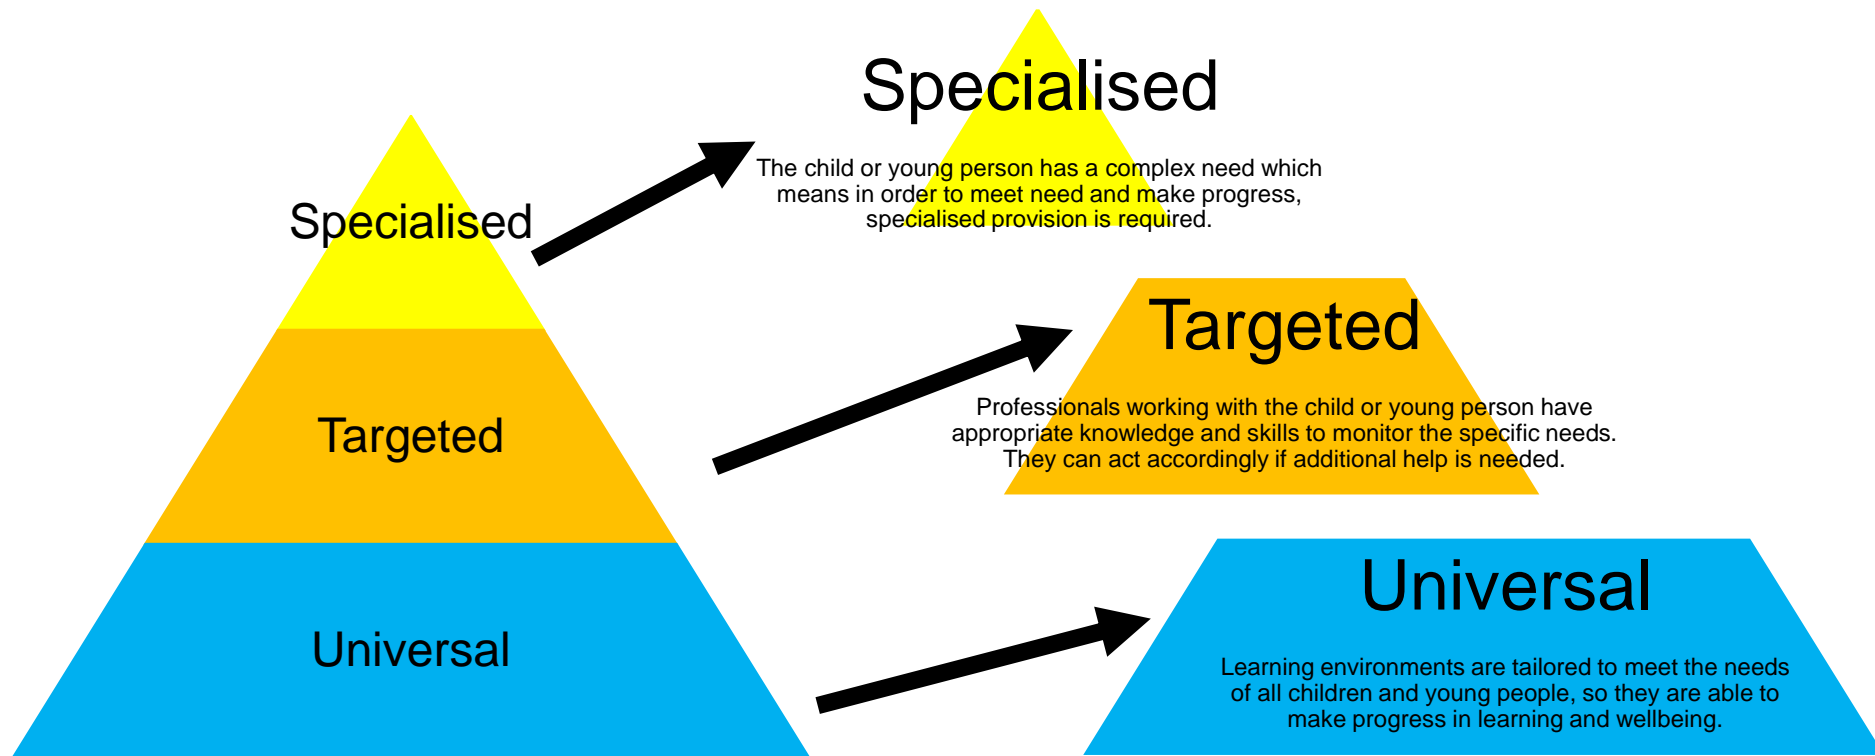 Specialised
Targeted
Universal
Specialised
The child or young person has a complex need which
means in order to meet need and make progress,
specialised provision is required.
Targeted
Professionals working with the child or young person have
appropriate knowledge and skills to monitor the specific needs.
They can act accordingly if additional help is needed.
Universal
Learning environments are tailored to meet the needs
of all children and young people, so they are able to
make progress in learning and wellbeing.